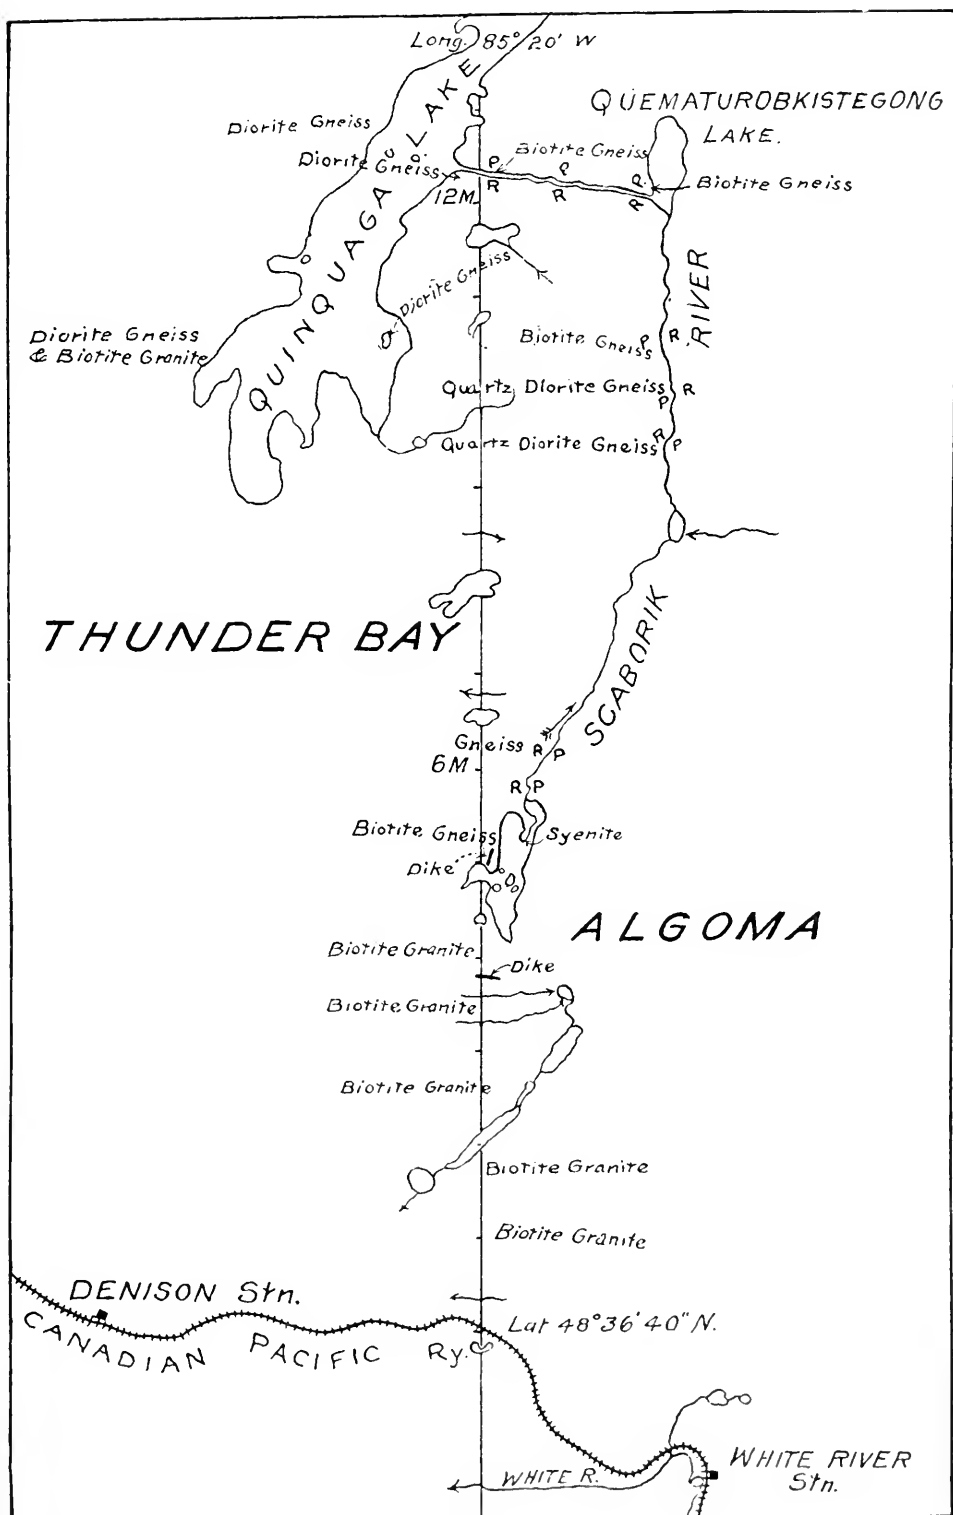 Long. 85° 20' W
QUEMATUROBKISTEGONG
LAKE.
Diorite Gneiss
QUINQUAGA LAKE
Diorite Gneiss
P
Biotite Gneiss
P
P.
Biotite Gneiss
R
R
R
12M
Diorite Gneiss
RIVER
Diorite Gneiss
& Biotite Granite
Biotite Gneiss
P
R
Quartz Diorite Gneiss
R
P
Quartz Diorite Gneiss
R
P
THUNDER BAY
SCABORIK
Gneiss
R
P
6M
R P
Biotite Gneiss
Syenite
Dike
ALGOMA
Biotite Granite
Dike
Biotite Granite
Biotite Granite
Biotite Granite
Biotite Granite
DENISON Stn.
Lat 48° 36' 40" N.
CANADIAN PACIFIC Ry.
WHITE RIVER
Stn.
WHITE R.